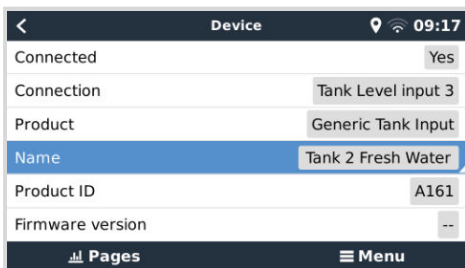 Device 09:17
Connected Yes
Connection Tank Level input 3
Product Generic Tank Input
Name Tank 2 Fresh Water
Product ID A161
Firmware version --
Pages Menu